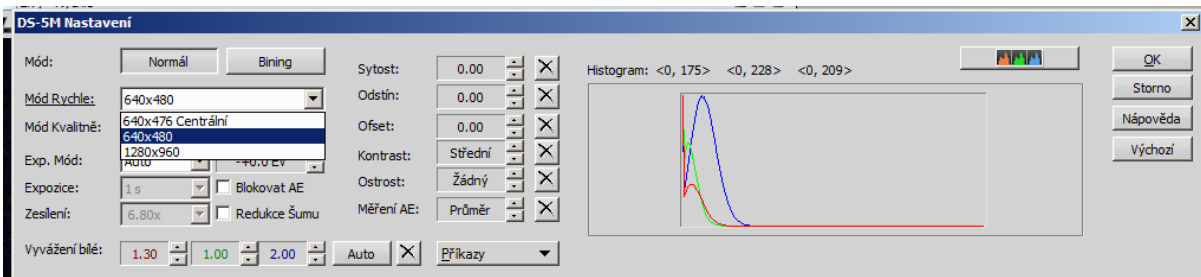 DS-5M Nastavení
Mód: Normál Bining
Mód Rychle: 640x480
640x476 Centrální
640x480
1280x960
Mód Kvalitně:
Exp. Mód: Auto -40.0 EV
Expozice: 1 s Blokovat AE
Zesílení: 6.80x Redukce Šumu
Vyvážení bílé: 1.30 1.00 2.00 Auto Příkazy
Sytost: 0.00
Odstín: 0.00
Ofset: 0.00
Kontrast: Střední
Ostrost: Žádný
Měření AE: Průměr
Histogram: <0, 175> <0, 228> <0, 209>
OK
Storno
Nápověda
Výchozí